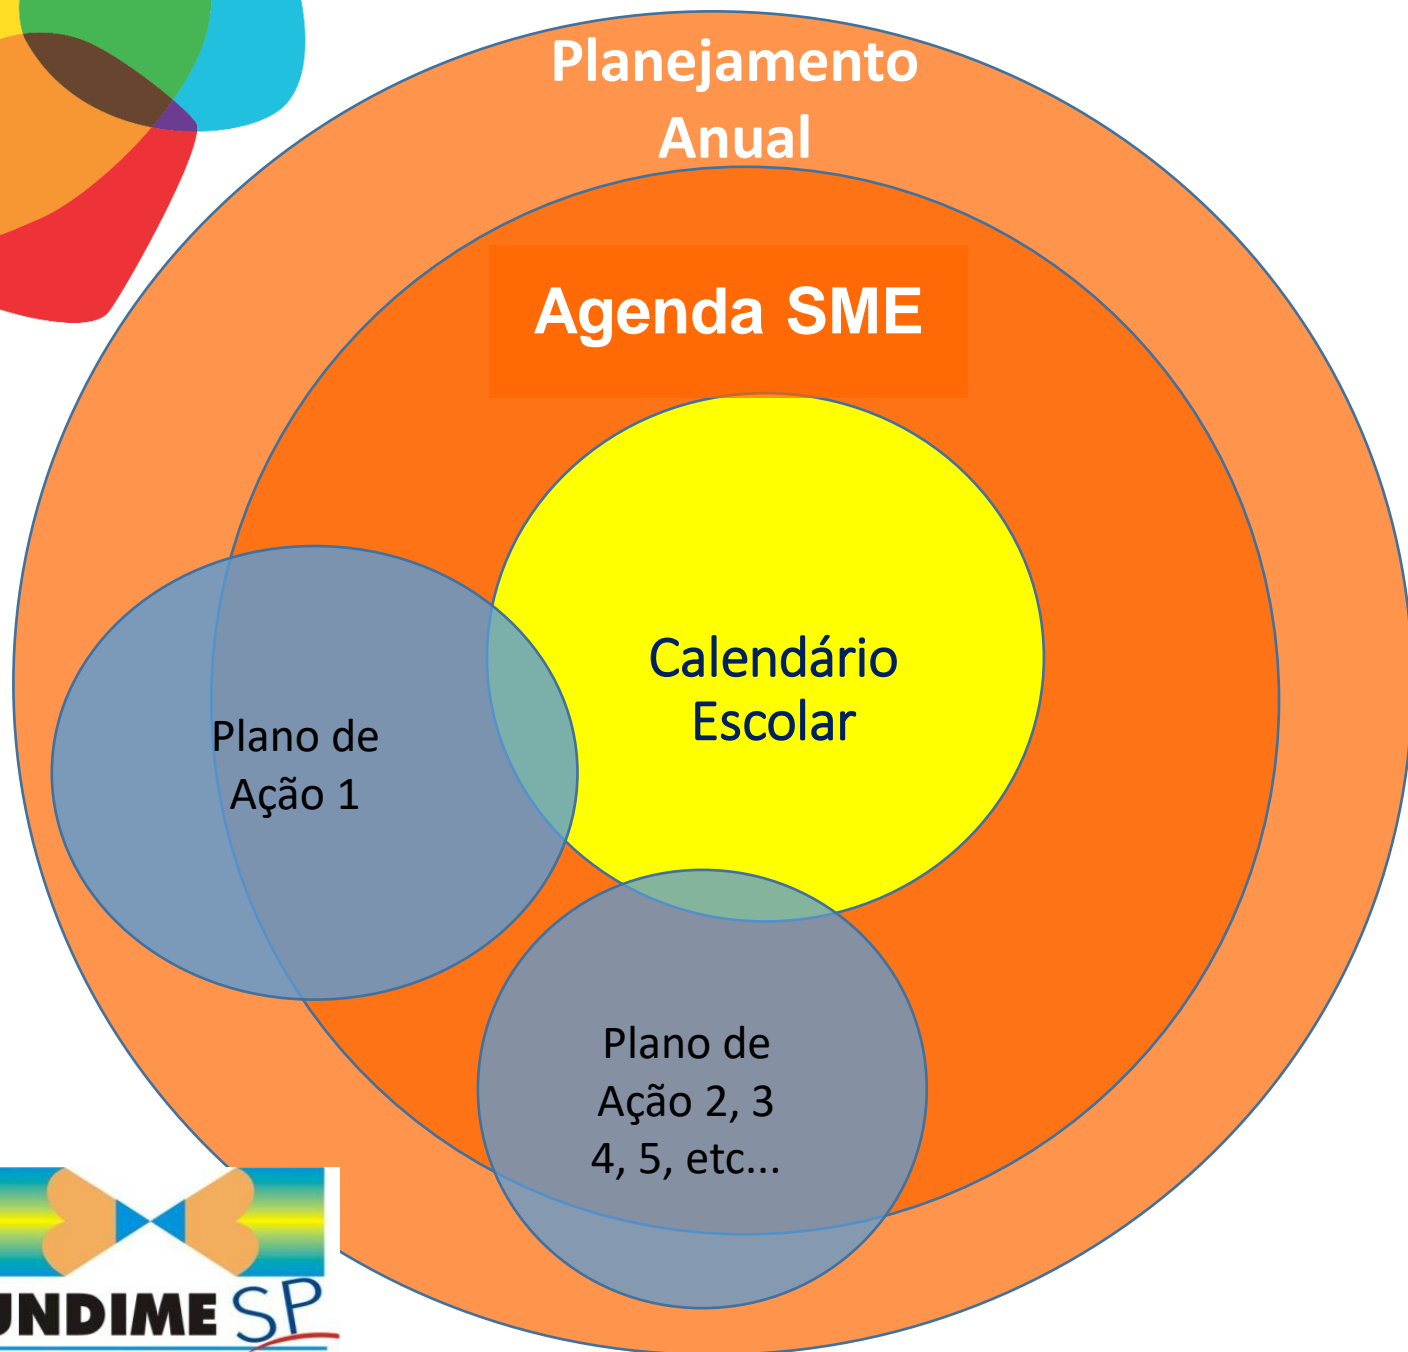 Planejamento
Anual
Agenda SME
Calendário
Escolar
Plano de
Ação 1
Plano de
Ação 2, 3
4, 5, etc...
UNDIME SP